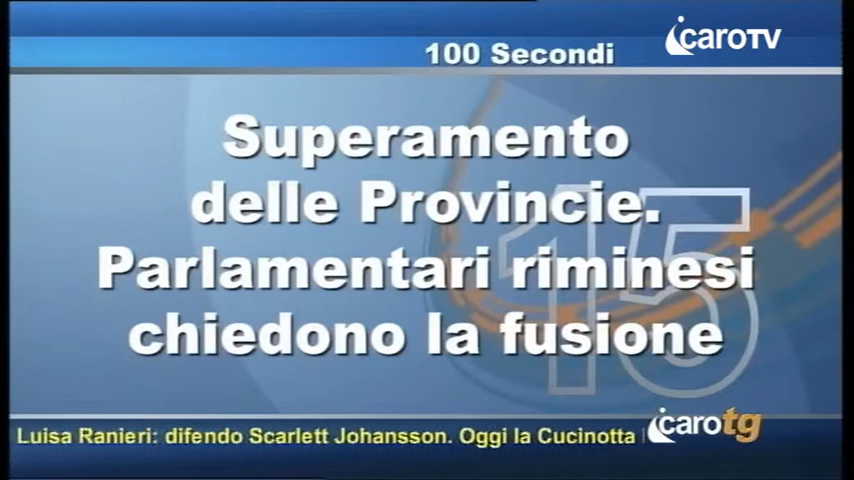 100 Secondi
icaroTV
Superamento
delle Provincie.
Parlamentari riminesi
chiedono la fusione
15
Luisa Ranieri: difendo Scarlett Johansson. Oggi la Cucinotta
icarotg